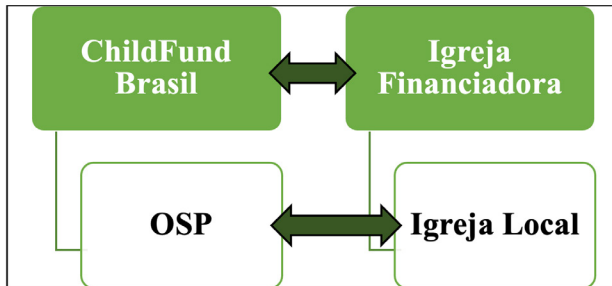 ChildFund
Brasil
Igreja
Financiadora
OSP
Igreja Local